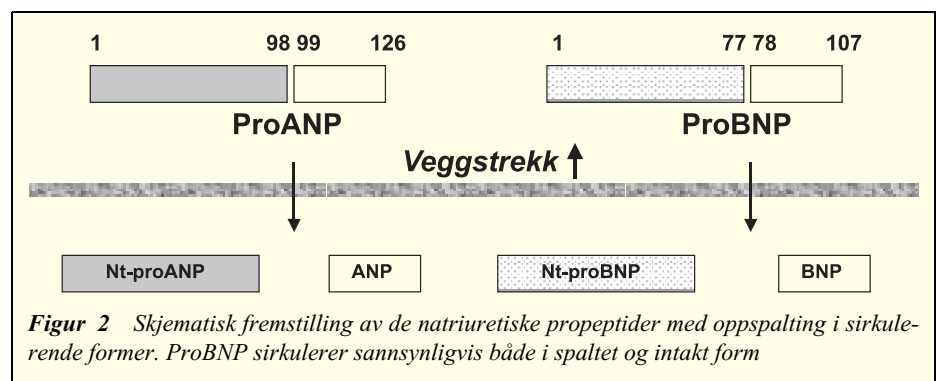 1 98 99 126 1 77 78 107
ProANP ProBNP
Veggstrekk
Nt-proANP ANP Nt-proBNP BNP
Figur 2 Skjematisk fremstilling av de natriuretiske propeptider med oppspalting i sirkule-
rende former. ProBNP sirkulerer sannsynligvis både i spaltet og intakt form